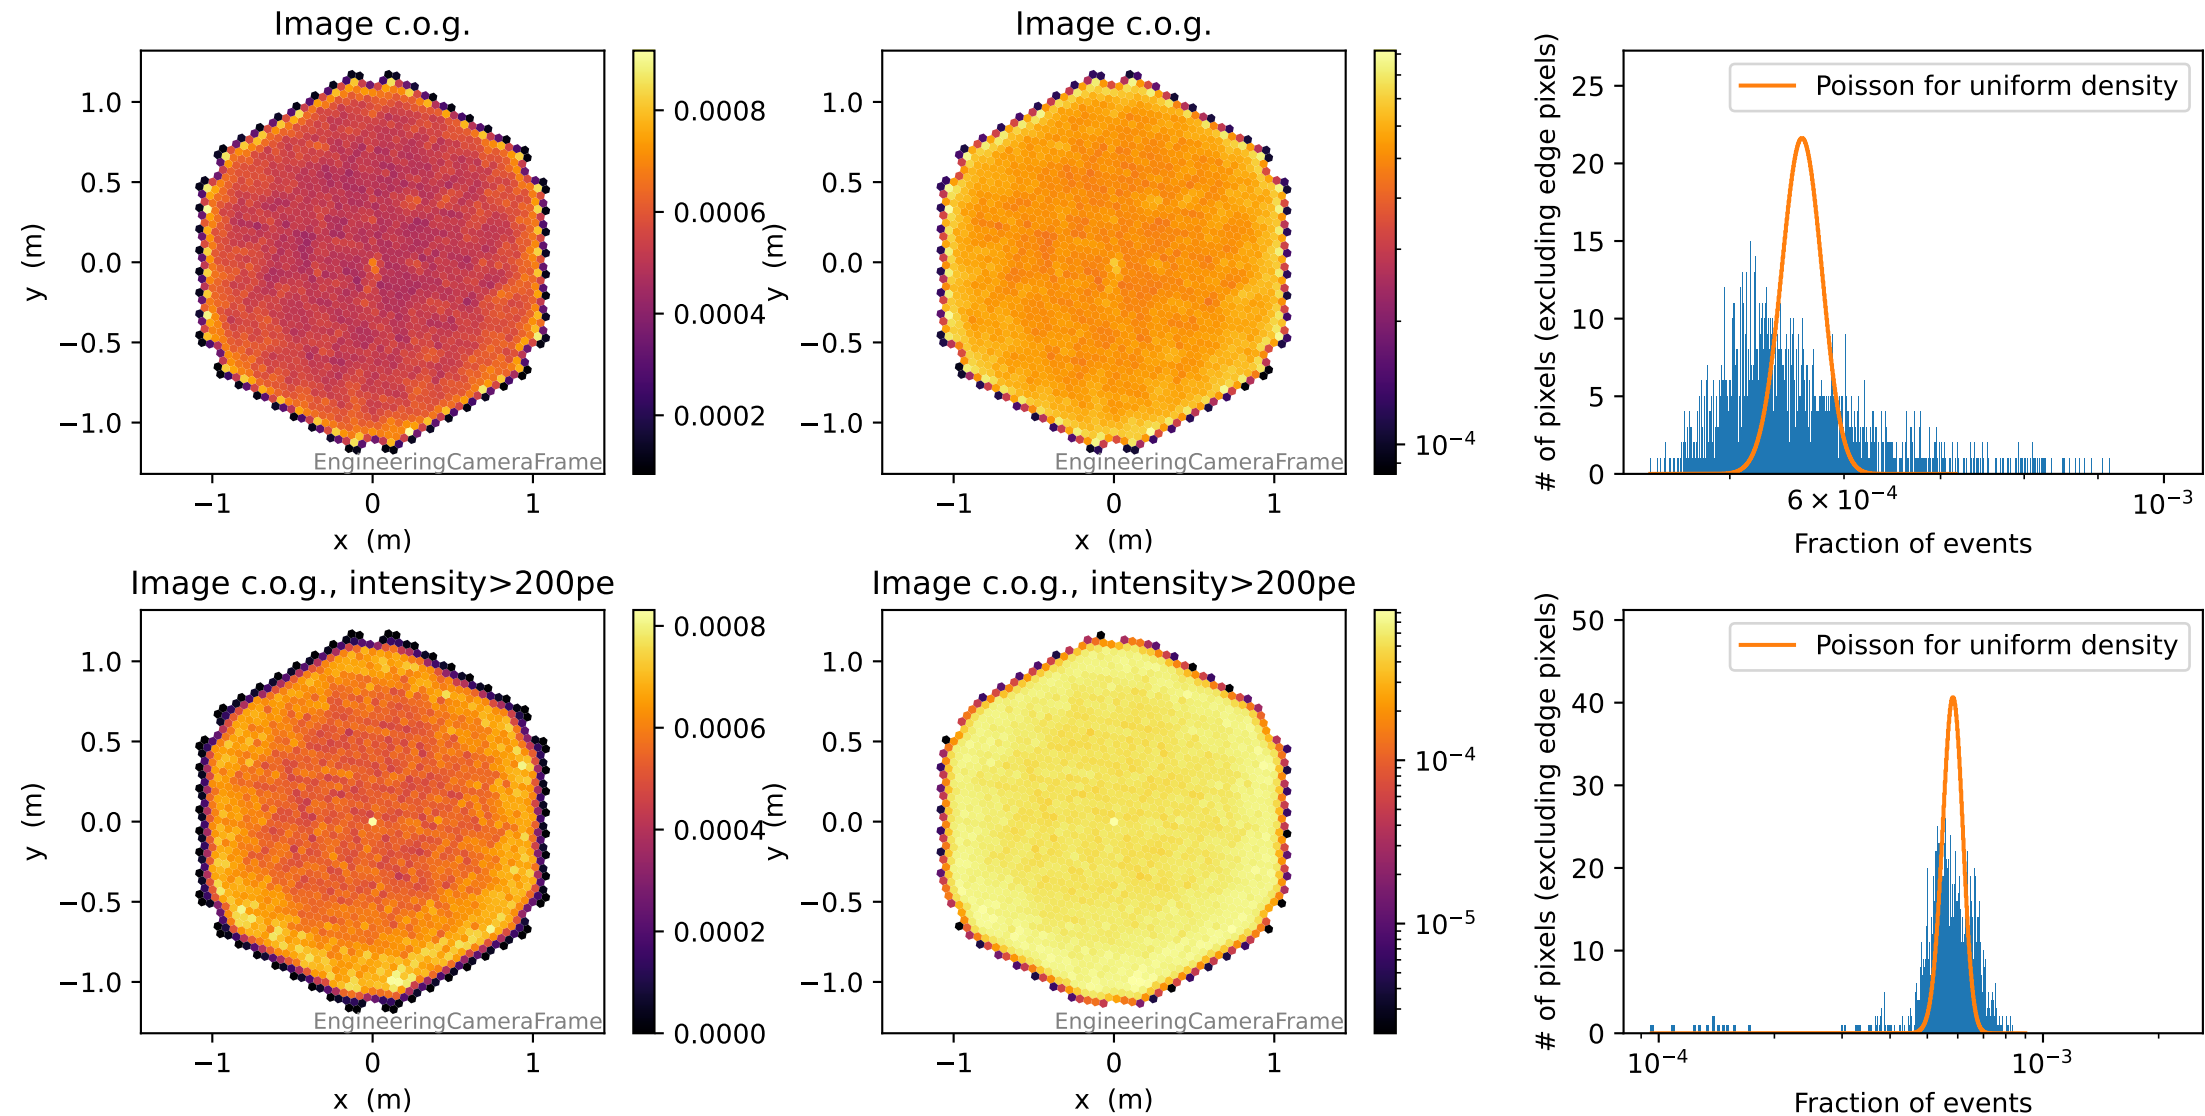 Image c.o.g.
1.0
0.5
0.0
−0.5
−1.0
y (m)
−1 0 1
x (m)
EngineeringCameraFrame
0.0008
0.0006
0.0004
0.0002
Image c.o.g.
1.0
0.5
0.0
−0.5
−1.0
y (m)
−1 0 1
x (m)
EngineeringCameraFrame
10⁻⁴
# of pixels (excluding edge pixels)
25
20
15
10
5
0
Poisson for uniform density
6 × 10⁻⁴ 10⁻³
Fraction of events
Image c.o.g., intensity>200pe
1.0
0.5
0.0
−0.5
−1.0
y (m)
−1 0 1
x (m)
EngineeringCameraFrame
0.0008
0.0006
0.0004
0.0002
0.0000
Image c.o.g., intensity>200pe
1.0
0.5
0.0
−0.5
−1.0
y (m)
−1 0 1
x (m)
EngineeringCameraFrame
10⁻⁴
10⁻⁵
# of pixels (excluding edge pixels)
50
40
30
20
10
0
Poisson for uniform density
10⁻⁴ 10⁻³
Fraction of events